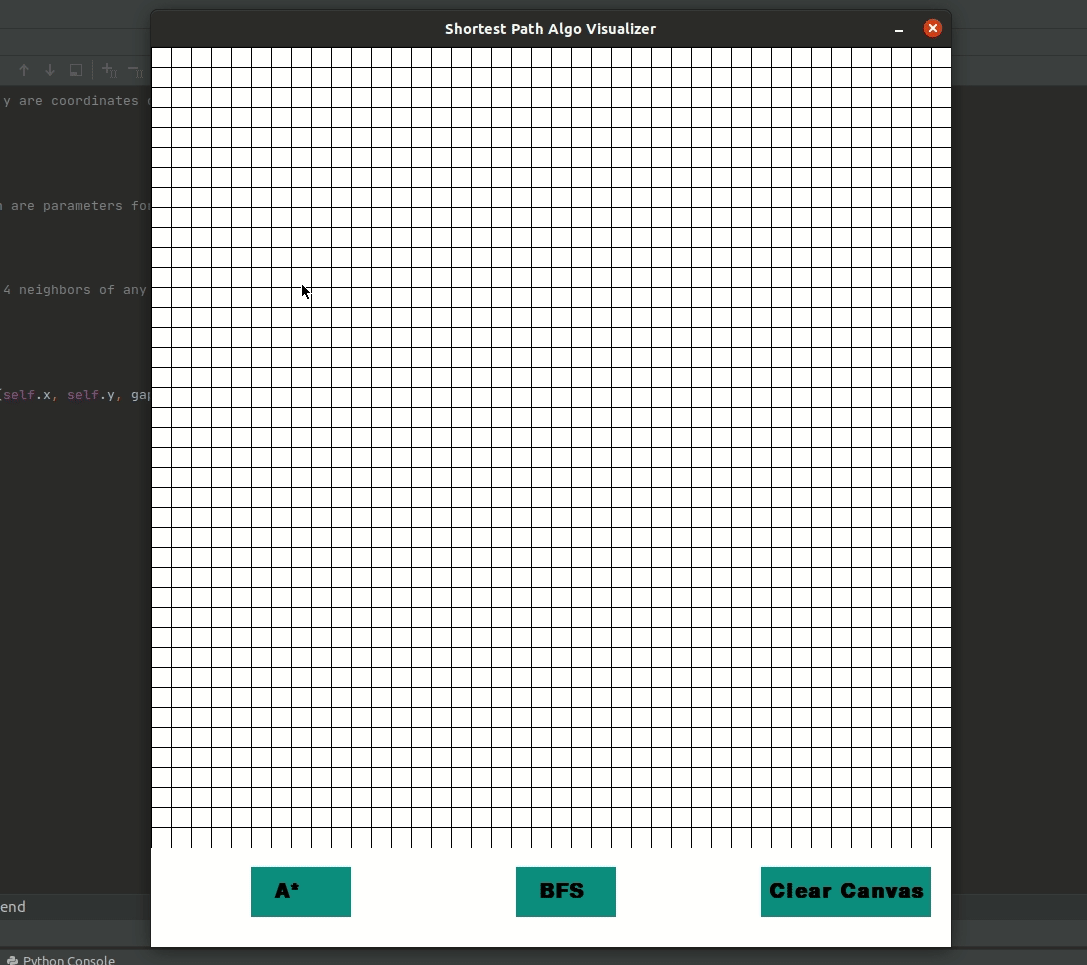 Shortest Path Algo Visualizer
y are coordinates
are parameters for
4 neighbors of any
(self.x, self.y, gap
A*
BFS
Clear Canvas
end
Python Console